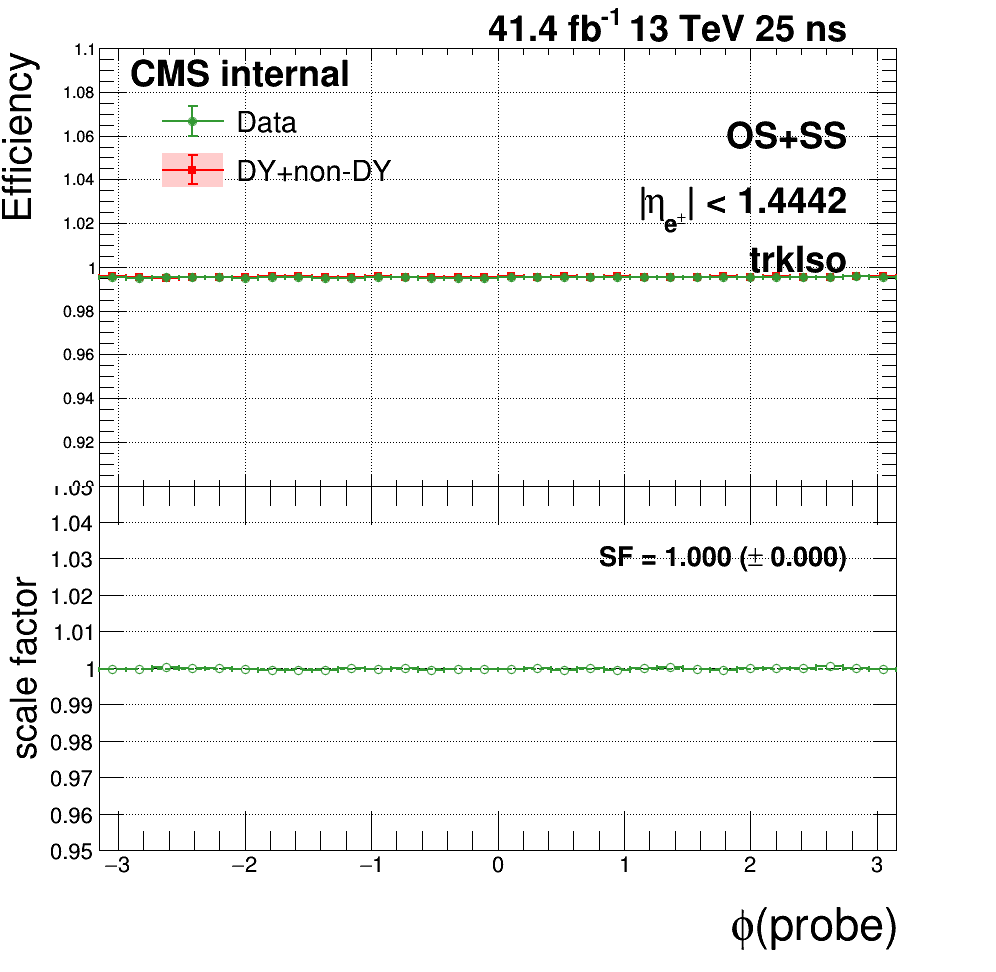 41.4 fb⁻¹ 13 TeV 25 ns
Efficiency
1.1
1.08
1.06
1.04
1.02
1
0.98
0.96
0.94
0.92
CMS internal
Data
DY+non-DY
OS+SS
|η_e±| < 1.4442
trkIso
scale factor
1.05
1.04
1.03
1.02
1.01
1
0.99
0.98
0.97
0.96
0.95
SF = 1.000 (± 0.000)
−3 −2 −1 0 1 2 3
ϕ(probe)